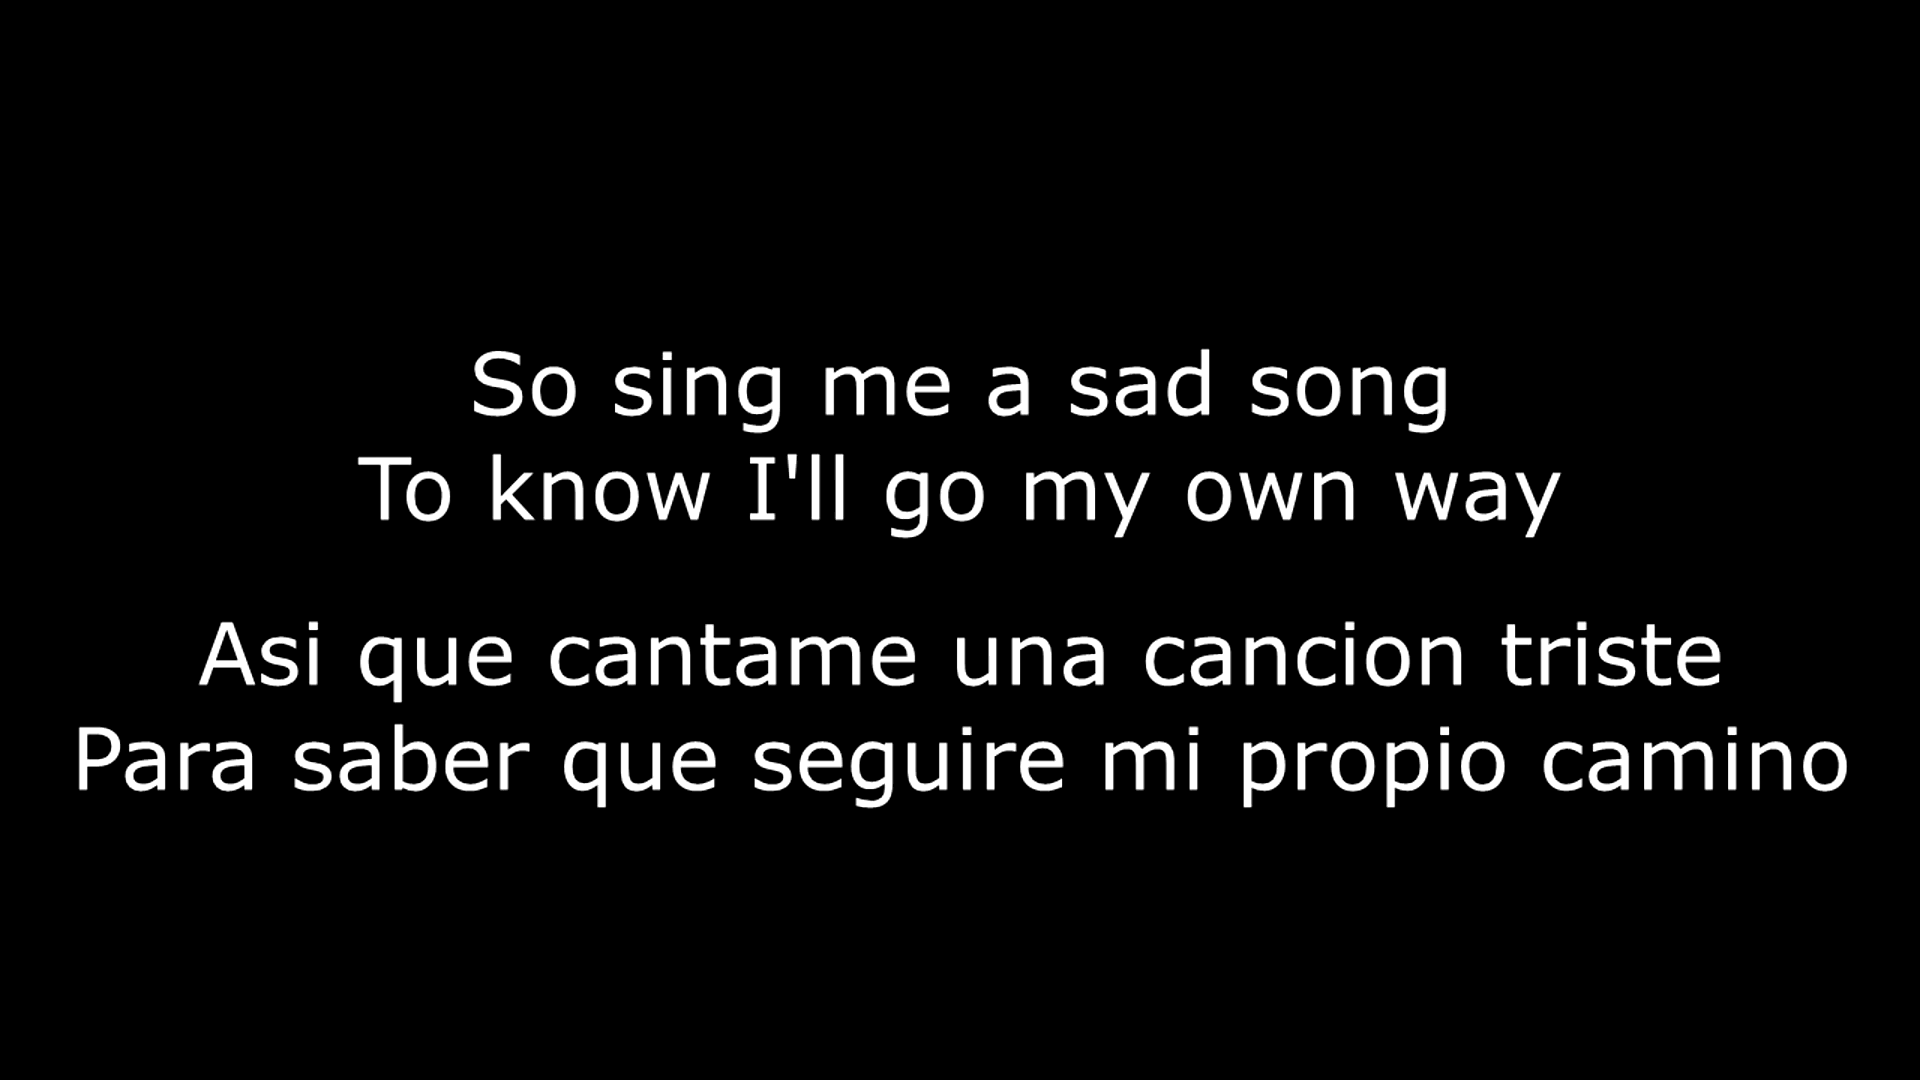 So sing me a sad song
To know I'll go my own way
Asi que cantame una cancion triste
Para saber que seguire mi propio camino